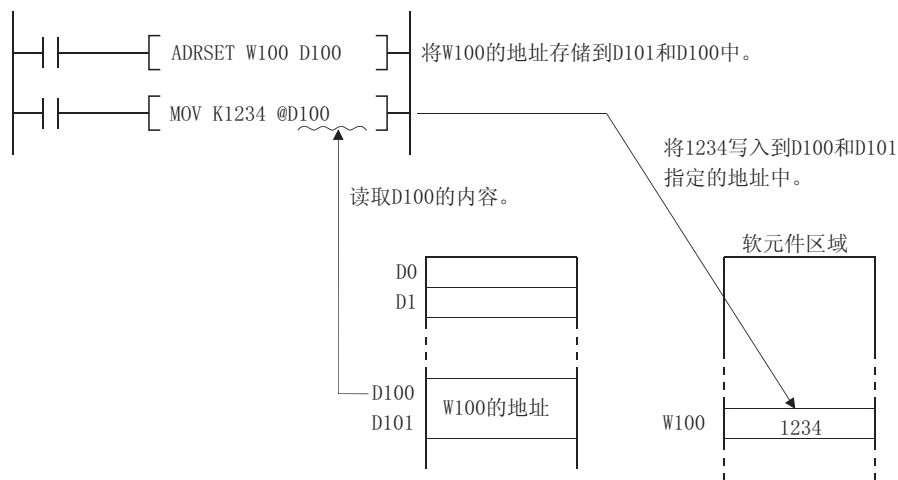 ADRSET W100 D100
将W100的地址存储到D101和D100中。
MOV K1234 @D100
将1234写入到D100和D101
指定的地址中。
读取D100的内容。
软元件区域
D0
D1
D100
W100的地址
D101
W100
1234